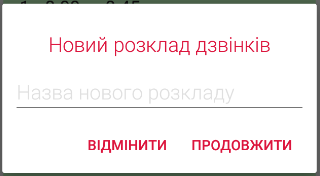 Новий розклад дзвінків
Назва нового розкладу
ВІДМІНИТИ ПРОДОВЖИТИ